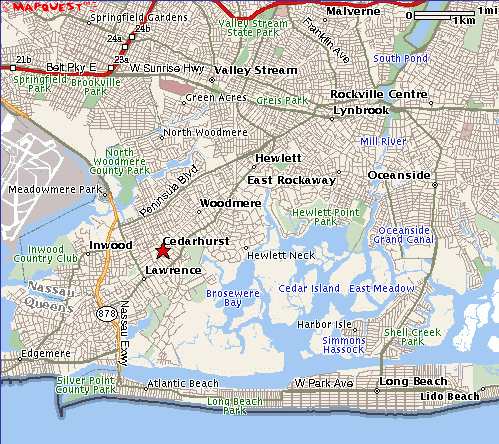 MAPQUEST
Malverne
1mi
1km
Springfield Gardens
24b
24a
Valley Stream
State Park
Franklin Ave
21b
23a
Belt Pky E
W Sunrise Hwy
South Pond
Springfield
Park
Brookville
Park
Valley Stream
Green Acres
Greis Park
Rockville Centre
Lynbrook
North Woodmere
Mill River
North
Woodmere
County Park
Hewlett
Meadowmere Park
Peninsula Blvd
East Rockaway
Oceanside
Woodmere
Hewlett Point
Park
Oceanside
Grand Canal
Inwood
Country Club
Inwood
Cedarhurst
Hewlett Neck
Lawrence
Nassau
Queens
Brosewere
Bay
Cedar Island
East Meadow
878
Nassau Expwy
Harbor Isle
Simmons
Hassock
Shell Creek
Park
Edgemere
Silver Point
County Park
Atlantic Beach
W Park Ave
Long Beach
Long Beach
Park
Lido Beach